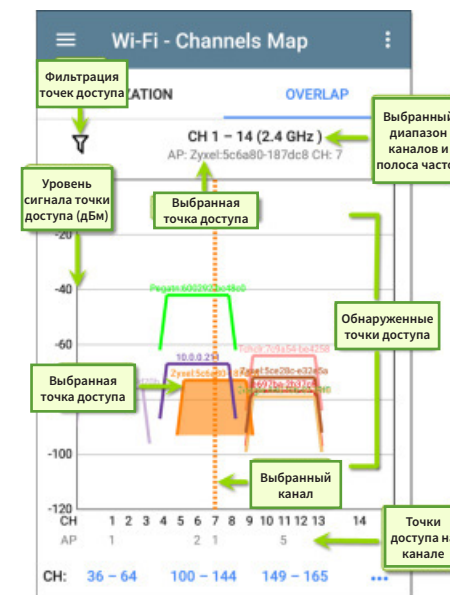 Wi-Fi - Channels Map
Фильтрация
точек доступа
ZATION
OVERLAP
CH 1 – 14 (2.4 GHz )
AP: Zyxel:5c6a80-187dc8 CH: 7
Выбранный
диапазон
каналов и
полоса часто
Уровень
сигнала точки
доступа (дБм)
Выбранная
точка доступа
-20
-40
-60
-100
-120
10.0.0.21
Обнаруженные
точки доступа
Выбранная
точка доступа
Выбранный
канал
CH 1 2 3 4 5 6 7 8 9 10 11 12 13 14
AP 1 2 1 5
Точки
доступа на
канале
CH: 36 – 64 100 – 144 149 – 165 •••